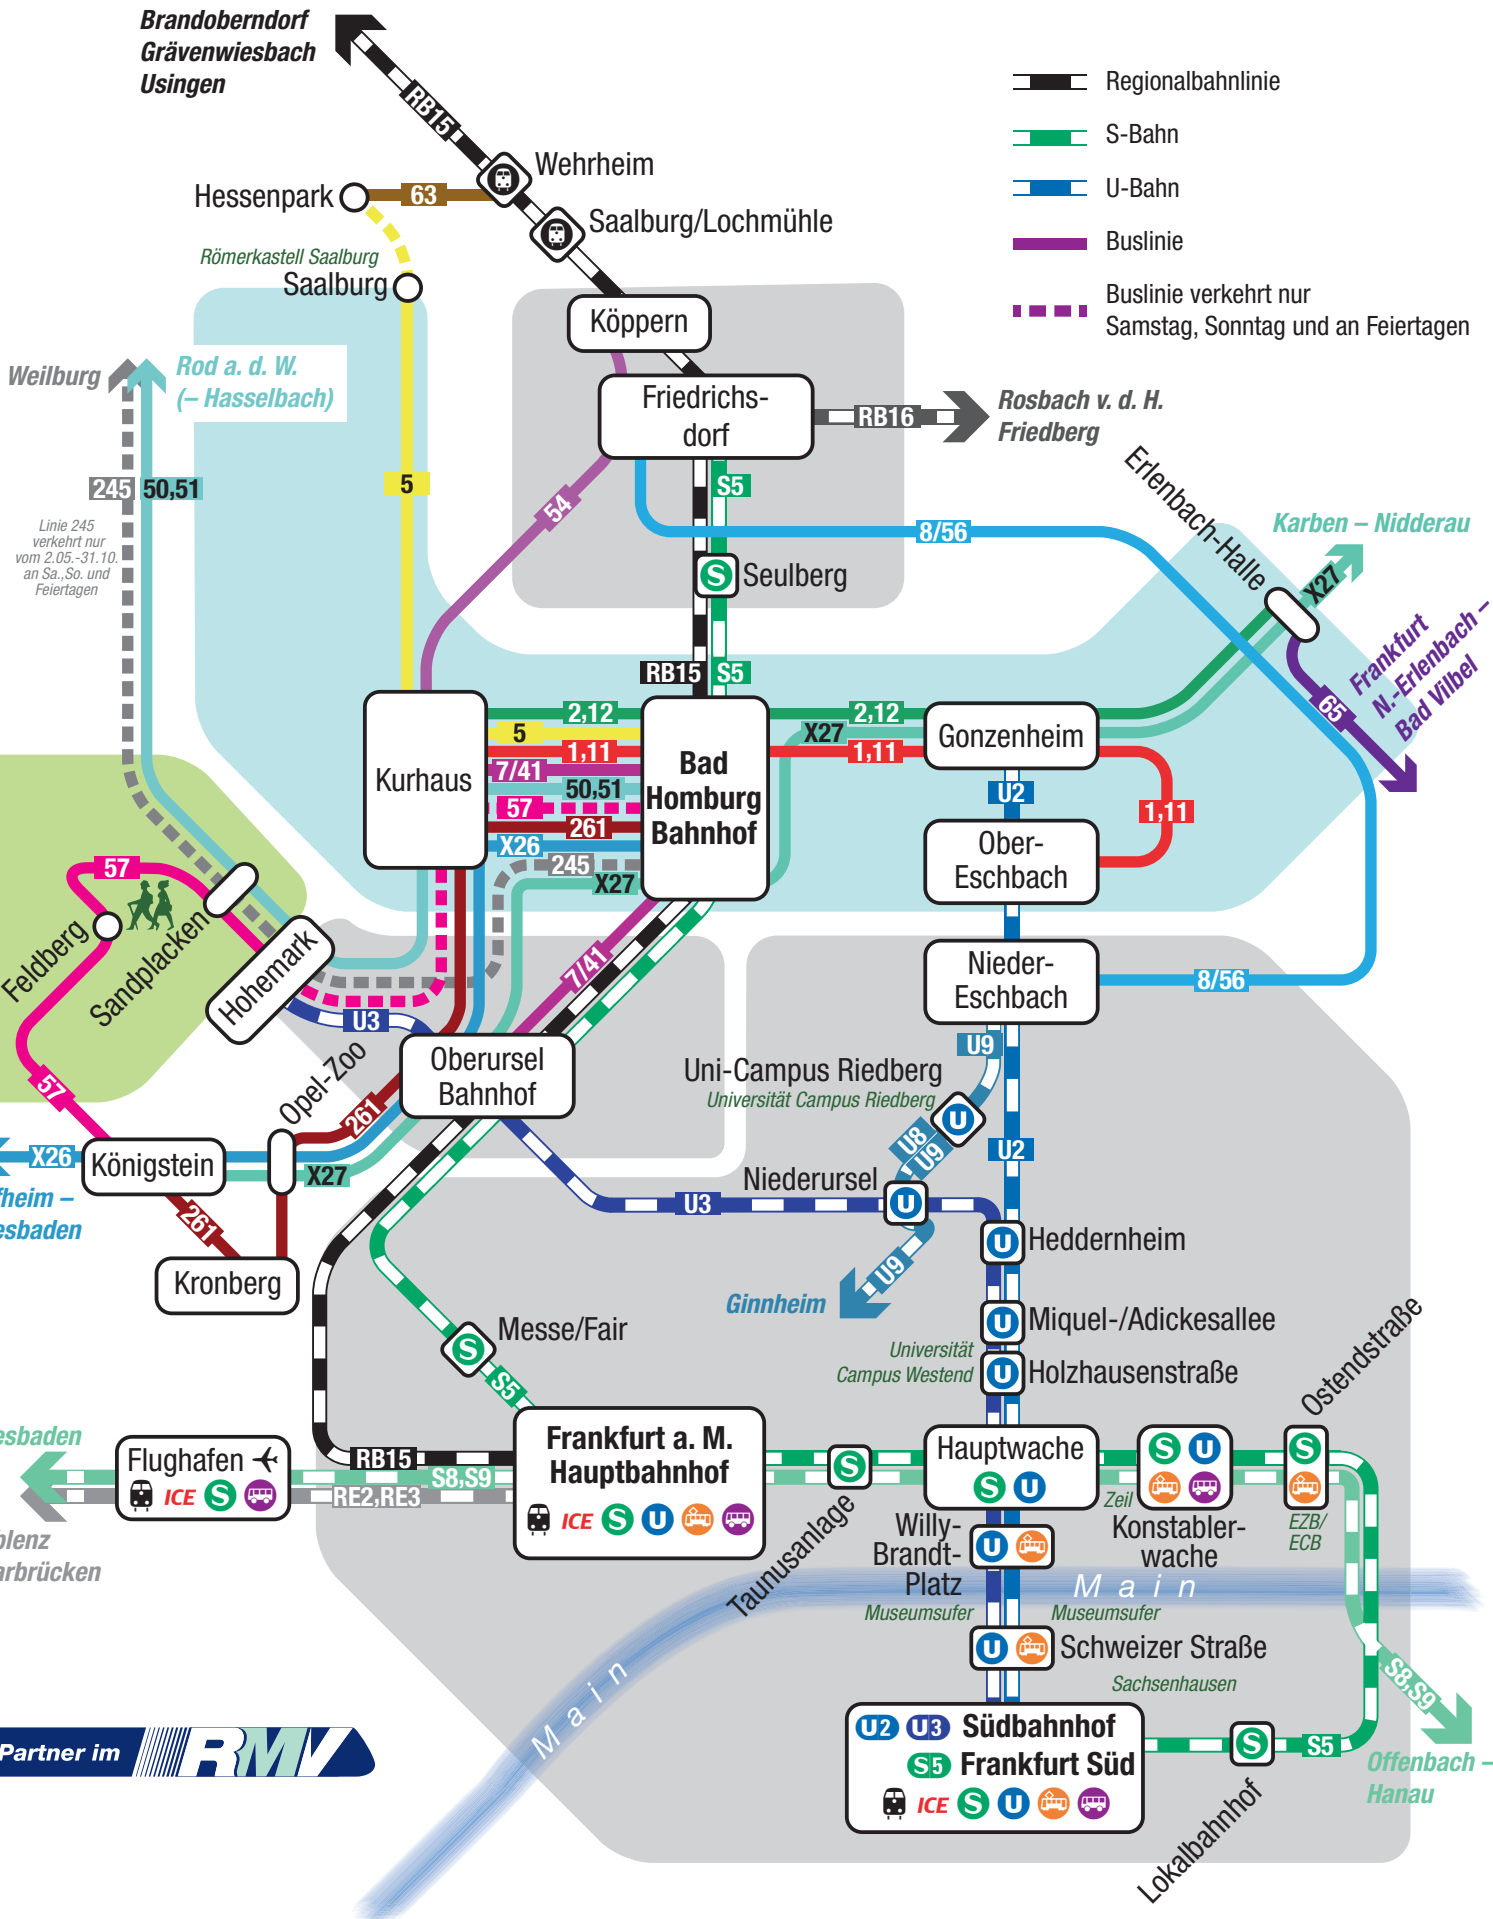 Brandoberndorf
Grävenwiesbach
Usingen
RB15
Wehrheim
Hessenpark
63
Saalburg/Lochmühle
Römerkastell Saalburg
Saalburg
Regionalbahnlinie
S-Bahn
U-Bahn
Buslinie
Buslinie verkehrt nur
Samstag, Sonntag und an Feiertagen
Köppern
Weilburg
Rod a. d. W.
(– Hasselbach)
Friedrichs-
dorf
RB16
Rosbach v. d. H.
Friedberg
245
50,51
5
54
S5
8/56
Linie 245
verkehrt nur
vom 2.05.-31.10.
an Sa.,So. und
Feiertagen
Seulberg
Erlenbach-Halle
Karben – Nidderau
X27
Frankfurt
N.-Erlenbach –
Bad Vilbel
65
RB15
S5
Kurhaus
2,12
5
1,11
7/41
50,51
57
261
X26
245
X27
Bad
Homburg
Bahnhof
2,12
X27
1,11
Gonzenheim
U2
1,11
Ober-
Eschbach
57
Feldberg
Sandplacken
Hohemark
7/41
Nieder-
Eschbach
8/56
U3
57
Opel-Zoo
Oberursel
Bahnhof
U9
Uni-Campus Riedberg
Universität Campus Riedberg
U
U8
U9
U2
261
X26
Königstein
X27
fheim –
esbaden
261
Kronberg
Niederursel
U
U3
U9
Ginnheim
U
Heddernheim
Messe/Fair
S
S5
U
Miquel-/Adickesallee
Universität
Campus Westend
U
Holzhausenstraße
Ostendstraße
esbaden
Flughafen
ICE S
RB15
S8,S9
RE2,RE3
Frankfurt a. M.
Hauptbahnhof
ICE S U
S
Taunusanlage
Hauptwache
S U
Zeil
S U
Konstabler-
wache
S
EZB/
ECB
blenz
arbrücken
Willy-
Brandt-
Platz
U
Main
Museumsufer
Museumsufer
U
Schweizer Straße
Sachsenhausen
Main
S8,S9
U2 U3 Südbahnhof
S5 Frankfurt Süd
ICE S U
S
S5
Lokalbahnhof
Offenbach –
Hanau
Partner im
RMV